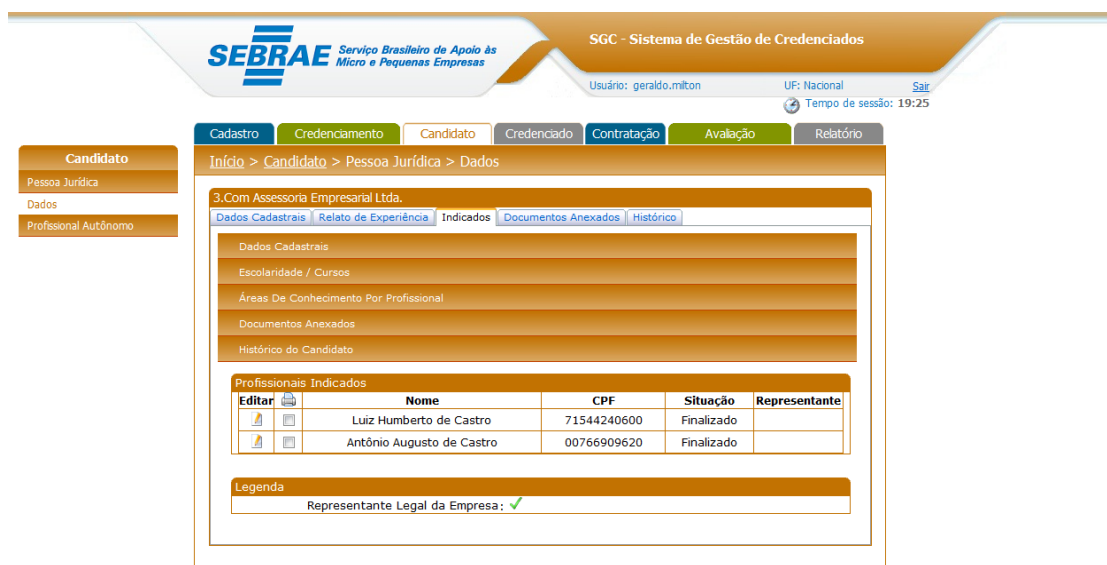 SEBRAE Serviço Brasileiro de Apoio às
Micro e Pequenas Empresas
SGC - Sistema de Gestão de Credenciados
Usuário: geraldo.milton UF: Nacional Sair
Tempo de sessão: 19:25
Cadastro Credenciamento Candidato Credenciado Contratação Avaliação Relatório
Candidato
Pessoa Jurídica
Dados
Profissional Autônomo
Início > Candidato > Pessoa Jurídica > Dados
3.Com Assessoria Empresarial Ltda.
Dados Cadastrais Relato de Experiência Indicados Documentos Anexados Histórico
Dados Cadastrais
Escolaridade / Cursos
Áreas De Conhecimento Por Profissional
Documentos Anexados
Histórico do Candidato
Profissionais Indicados
Editar Nome CPF Situação Representante
Luiz Humberto de Castro 71544240600 Finalizado
Antônio Augusto de Castro 00766909620 Finalizado
Legenda
Representante Legal da Empresa: